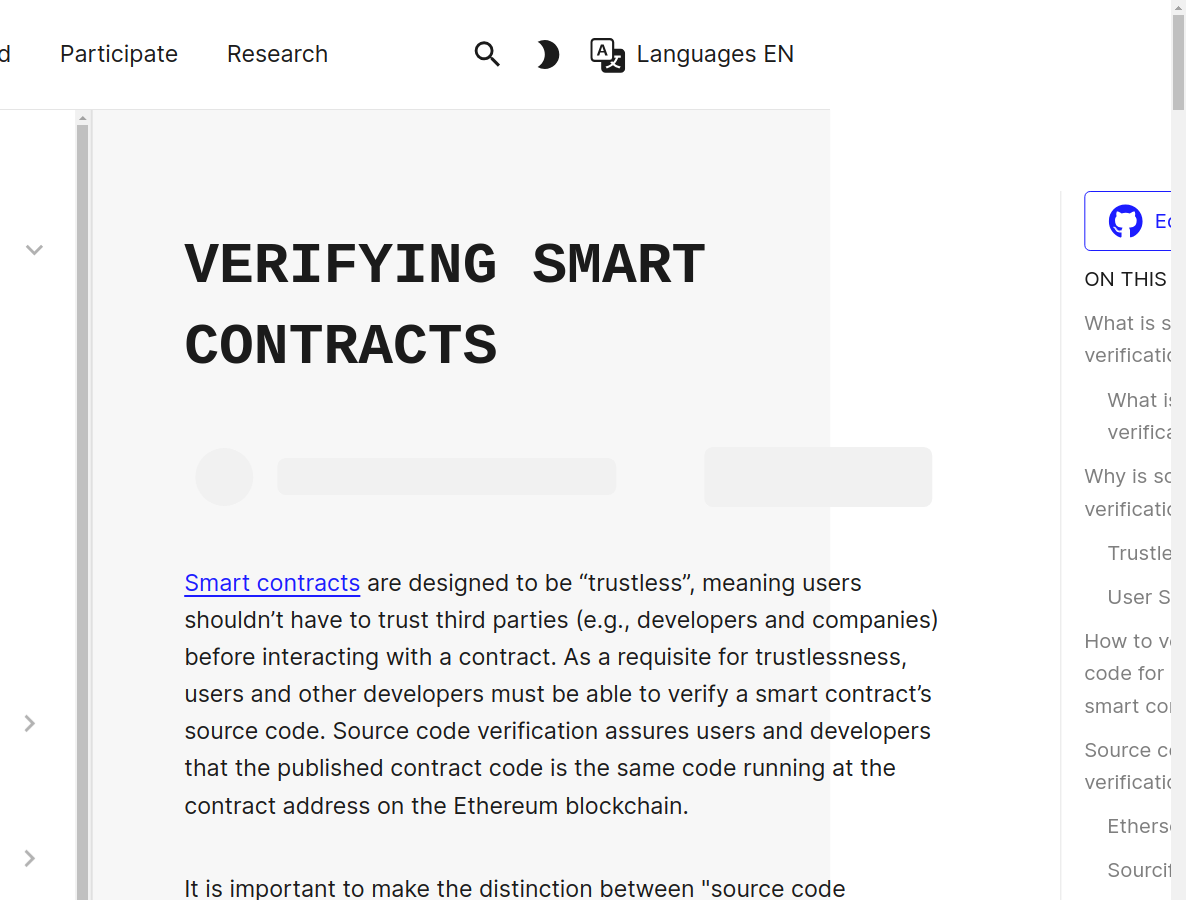 d Participate Research Languages EN
VERIFYING SMART
CONTRACTS
Smart contracts are designed to be “trustless”, meaning users
shouldn’t have to trust third parties (e.g., developers and companies)
before interacting with a contract. As a requisite for trustlessness,
users and other developers must be able to verify a smart contract’s
source code. Source code verification assures users and developers
that the published contract code is the same code running at the
contract address on the Ethereum blockchain.
It is important to make the distinction between "source code
ON THIS
What is s
verificatio
What is
verifica
Why is so
verificatio
Trustle
User S
How to ve
code for
smart con
Source co
verificatio
Ethersc
Sourcif